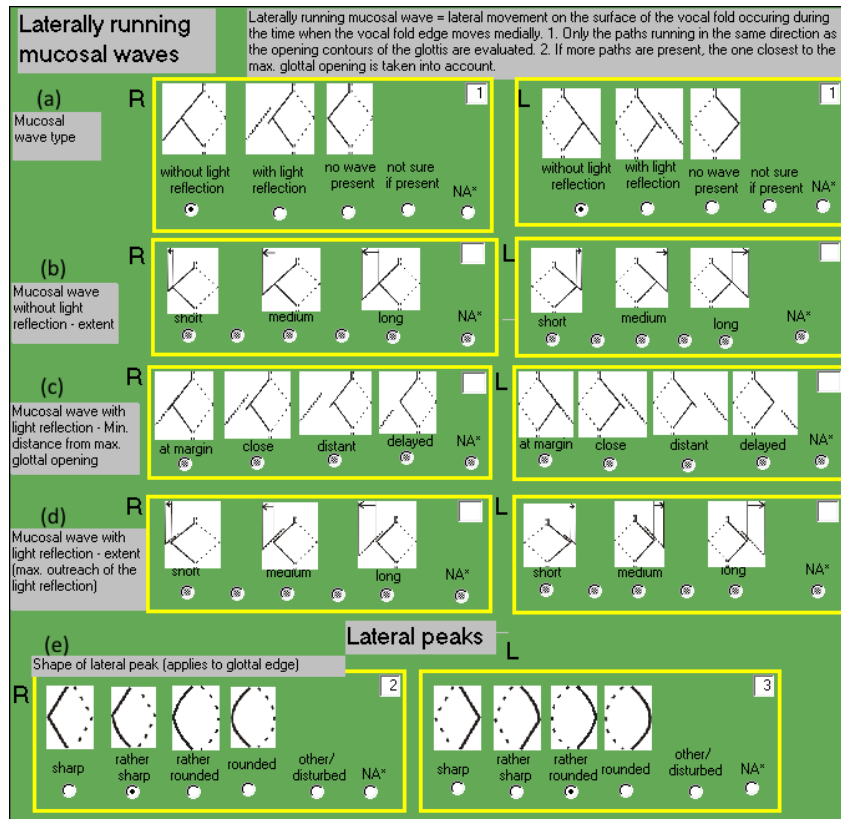 Laterally running
mucosal waves
Laterally running mucosal wave = lateral movement on the surface of the vocal fold occuring during
the time when the vocal fold edge moves medially. 1. Only the paths running in the same direction as
the opening contours of the glottis are evaluated. 2. If more paths are present, the one closest to the
max. glottal opening is taken into account.
(a)
Mucosal
wave type
R
1
without light
reflection
with light
reflection
no wave
present
not sure
if present
NA*
L
1
without light
reflection
with light
reflection
no wave
present
not sure
if present
NA*
(b)
Mucosal wave
without light
reflection - extent
R
short
medium
long
NA*
L
short
medium
long
NA*
(c)
Mucosal wave with
light reflection - Min.
distance from max.
glottal opening
R
at margin
close
distant
delayed
NA*
L
at margin
close
distant
delayed
NA*
(d)
Mucosal wave with
light reflection - extent
(max. outreach of the
light reflection)
R
short
medium
long
NA*
L
short
medium
long
NA*
Lateral peaks
(e)
Shape of lateral peak (applies to glottal edge)
R
2
sharp
rather
sharp
rather
rounded
rounded
other/
disturbed
NA*
L
3
sharp
rather
sharp
rather
rounded
rounded
other/
disturbed
NA*